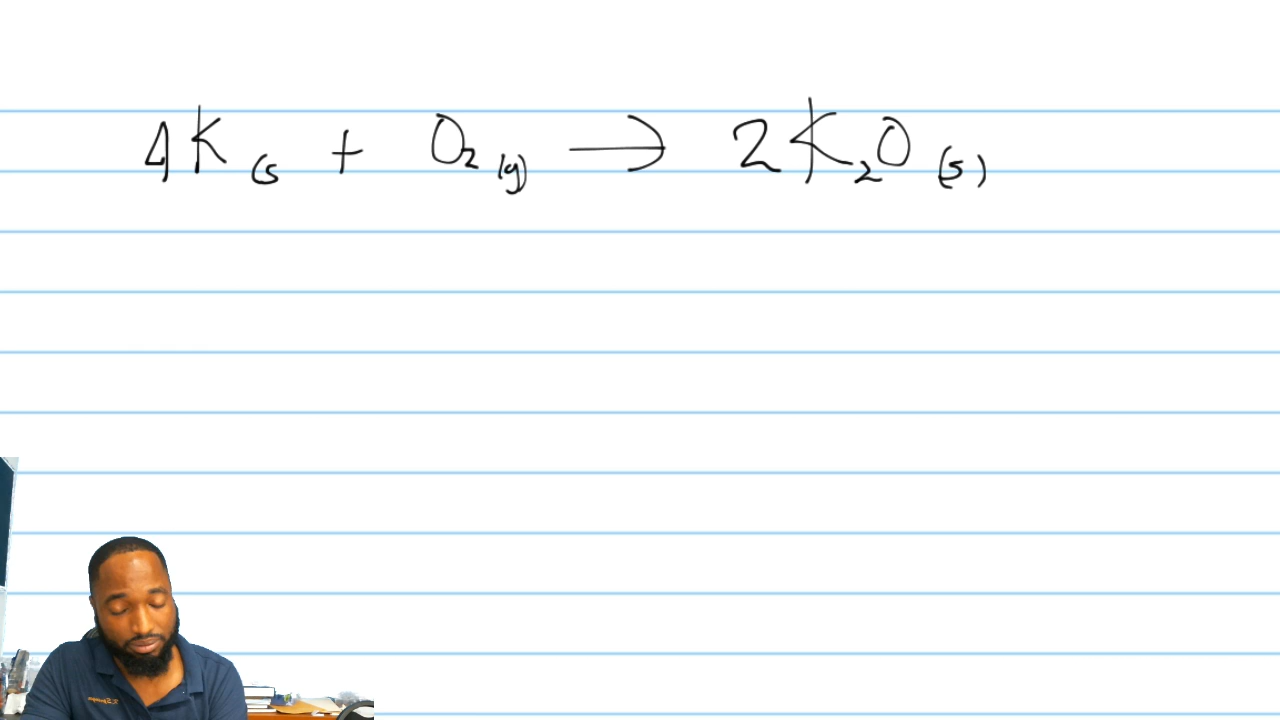 4K (s + O₂ (g) → 2K₂O (s)